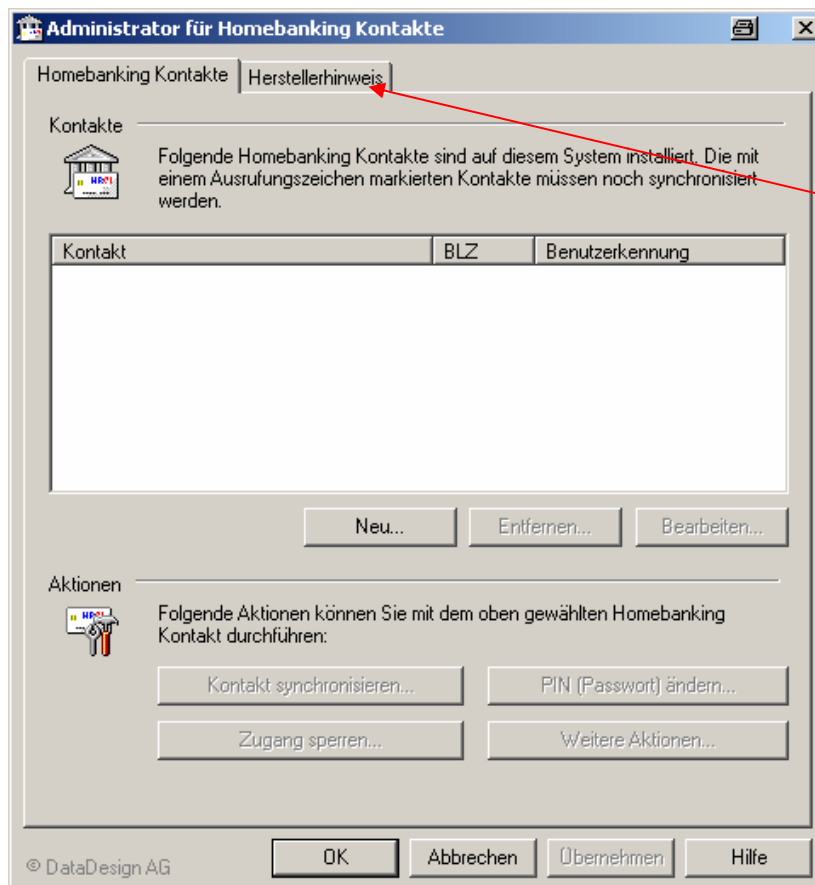 Administrator für Homebanking Kontakte
Homebanking Kontakte
Herstellerhinweis
Kontakte
Folgende Homebanking Kontakte sind auf diesem System installiert. Die mit
einem Ausrufungszeichen markierten Kontakte müssen noch synchronisiert
werden.
Kontakt
BLZ
Benutzerkennung
Neu...
Entfernen...
Bearbeiten...
Aktionen
Folgende Aktionen können Sie mit dem oben gewählten Homebanking
Kontakt durchführen:
Kontakt synchronisieren...
PIN (Passwort) ändern...
Zugang sperren...
Weitere Aktionen...
© DataDesign AG
OK
Abbrechen
Übernehmen
Hilfe